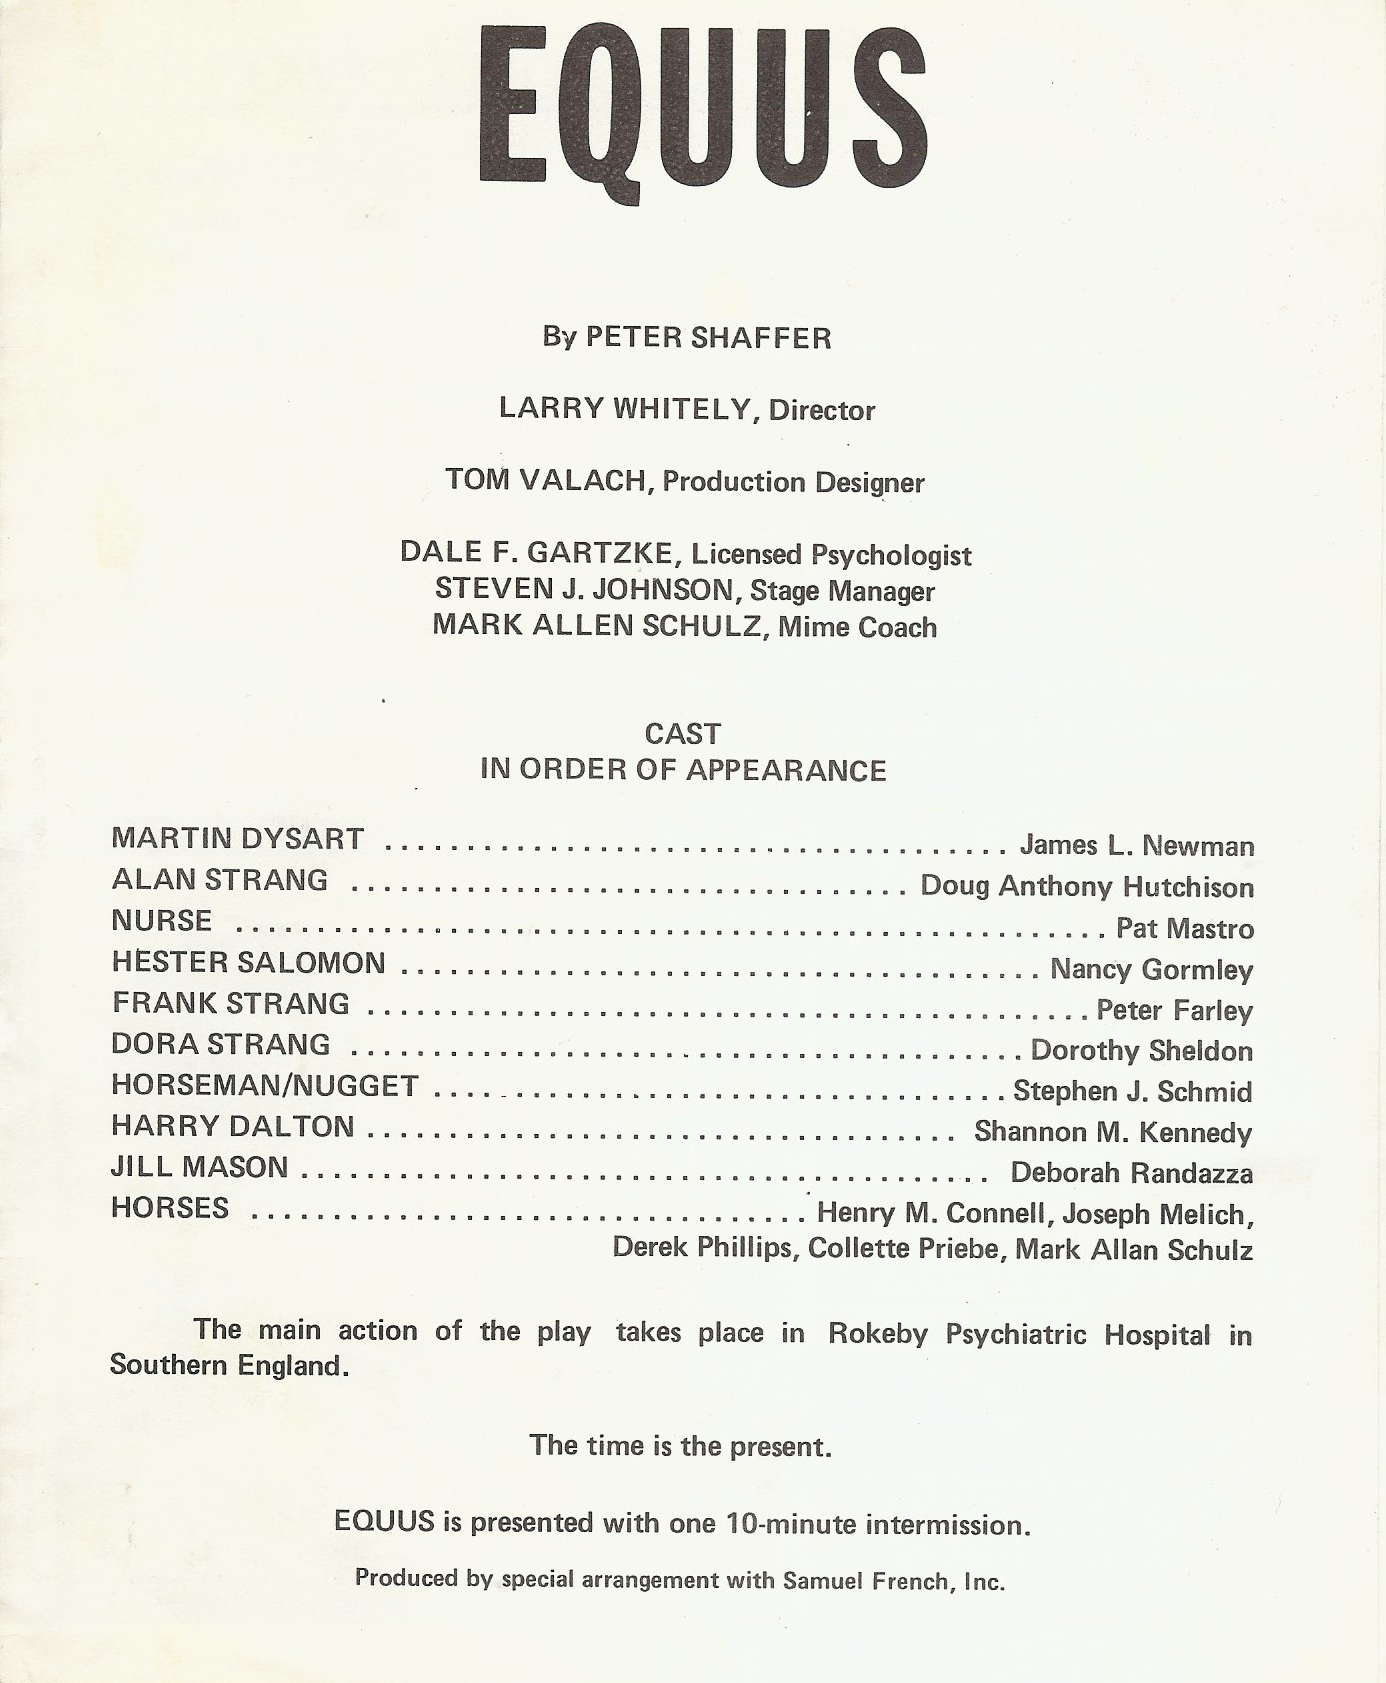 EQUUS
By PETER SHAFFER
LARRY WHITELY, Director
TOM VALACH, Production Designer
DALE F. GARTZKE, Licensed Psychologist
STEVEN J. JOHNSON, Stage Manager
MARK ALLEN SCHULZ, Mime Coach
CAST
IN ORDER OF APPEARANCE
MARTIN DYSART ...................................... James L. Newman
ALAN STRANG .................................. Doug Anthony Hutchison
NURSE ..................................................... Pat Mastro
HESTER SALOMON ....................................... Nancy Gormley
FRANK STRANG ............................................ Peter Farley
DORA STRANG ......................................... Dorothy Sheldon
HORSEMAN/NUGGET ................................... Stephen J. Schmid
HARRY DALTON .................................... Shannon M. Kennedy
JILL MASON .......................................... Deborah Randazza
HORSES .................................. Henry M. Connell, Joseph Melich,
Derek Phillips, Collette Priebe, Mark Allan Schulz
The main action of the play takes place in Rokeby Psychiatric Hospital in
Southern England.
The time is the present.
EQUUS is presented with one 10-minute intermission.
Produced by special arrangement with Samuel French, Inc.